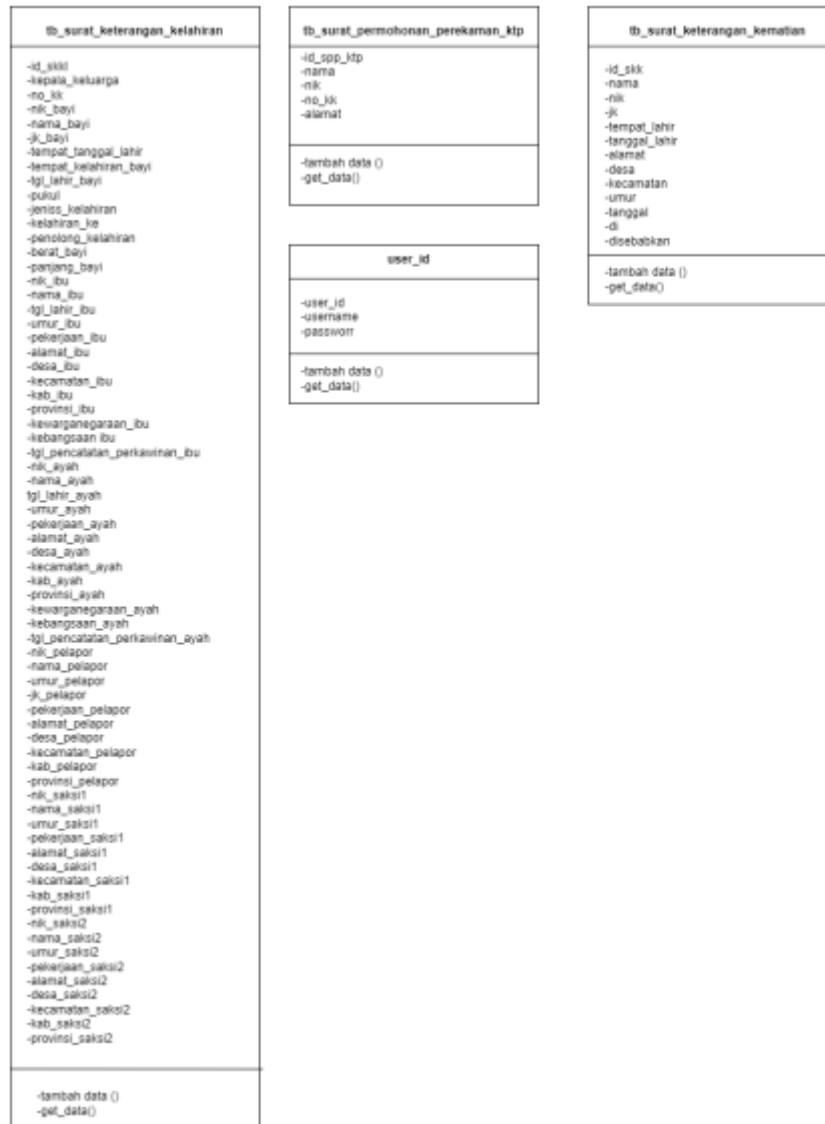 tb_surat_keterangan_kelahiran
-id_skkl
-kepala_keluarga
-no_kk
-nik_bayi
-nama_bayi
-jk_bayi
-tempat_tanggal_lahir
-tempat_kelahiran_bayi
-tgl_lahir_bayi
-pukul
-jeniss_kelahiran
-kelahiran_ke
-penolong_kelahiran
-berat_bayi
-panjang_bayi
-nik_ibu
-nama_ibu
-tgl_lahir_ibu
-umur_ibu
-pekerjaan_ibu
-alamat_ibu
-desa_ibu
-kecamatan_ibu
-kab_ibu
-provinsi_ibu
-kewarganegaraan_ibu
-kebangsaan ibu
-tgl_pencatatan_perkawinan_ibu
-nik_ayah
-nama_ayah
tgl_lahir_ayah
-umur_ayah
-pekerjaan_ayah
-alamat_ayah
-desa_ayah
-kecamatan_ayah
-kab_ayah
-provinsi_ayah
-kewarganegaraan_ayah
-kebangsaan_ayah
-tgl_pencatatan_perkawinan_ayah
-nik_pelapor
-nama_pelapor
-umur_pelapor
-jk_pelapor
-pekerjaan_pelapor
-alamat_pelapor
-desa_pelapor
-kecamatan_pelapor
-kab_pelapor
-provinsi_pelapor
-nik_saksi1
-nama_saksi1
-umur_saksi1
-pekerjaan_saksi1
-alamat_saksi1
-desa_saksi1
-kecamatan_saksi1
-kab_saksi1
-provinsi_saksi1
-nik_saksi2
-nama_saksi2
-umur_saksi2
-pekerjaan_saksi2
-alamat_saksi2
-desa_saksi2
-kecamatan_saksi2
-kab_saksi2
-provinsi_saksi2
-tambah data ()
-get_data()
tb_surat_permohonan_perekaman_ktp
-id_spp_ktp
-nama
-nik
-no_kk
-alamat
-tambah data ()
-get_data()
user_id
-user_id
-username
-passworr
-tambah data ()
-get_data()
tb_surat_keterangan_kematian
-id_skk
-nama
-nik
-jk
-tempat_lahir
-tanggal_lahir
-alamat
-desa
-kecamatan
-umur
-tanggal
-di
-disebabkan
-tambah data ()
-get_data()